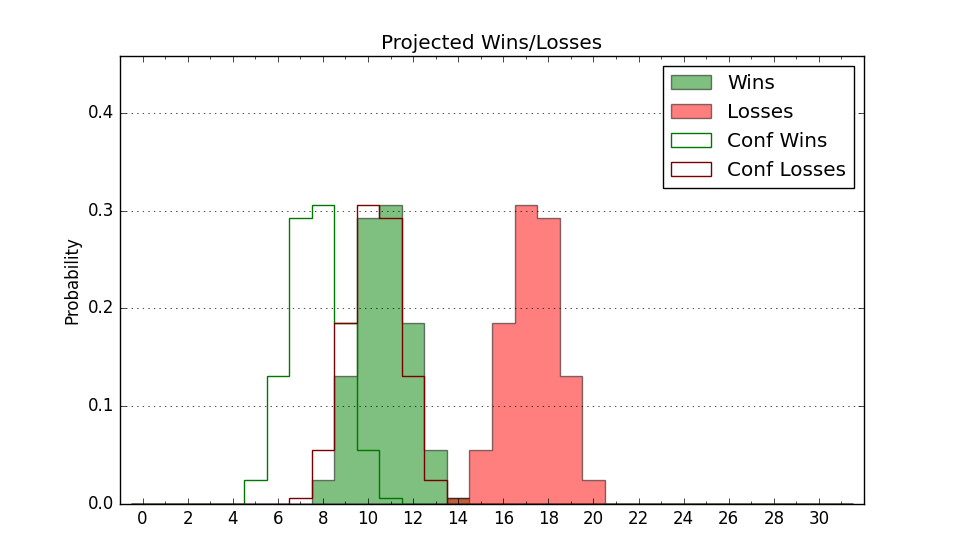 Projected Wins/Losses
Wins
Losses
Conf Wins
Conf Losses
Probability
0.4
0.3
0.2
0.1
0.0
0 2 4 6 8 10 12 14 16 18 20 22 24 26 28 30